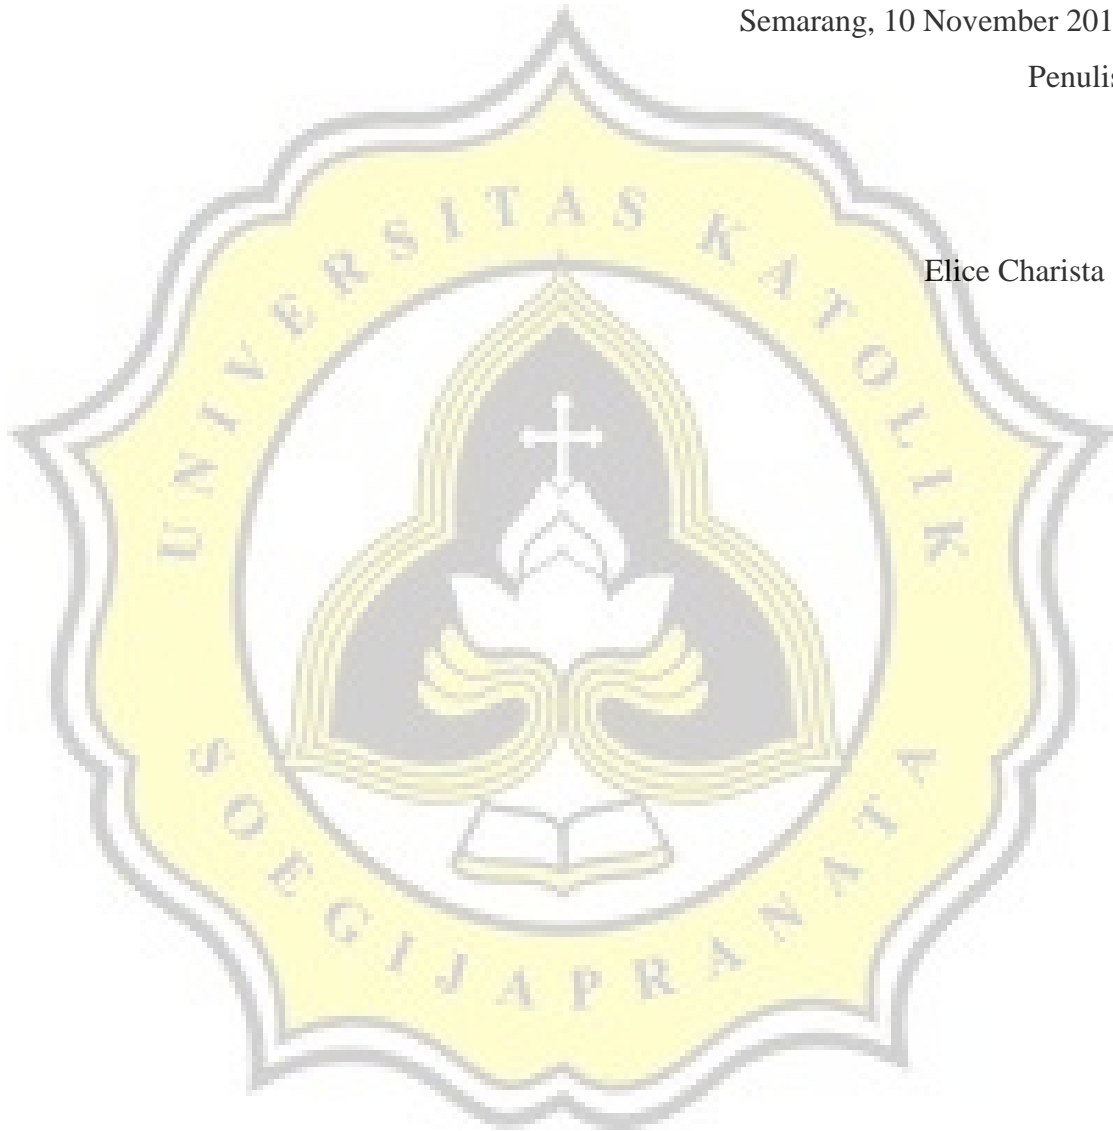 Semarang, 10 November 201
Penulis
Elice Charista
UNIVERSITAS KATOLIK
SOEGIJAPRANATA